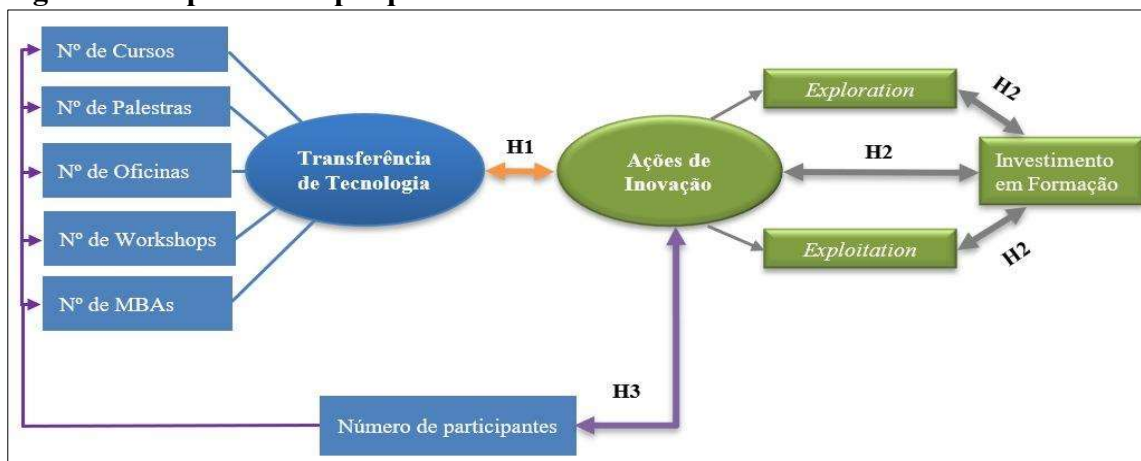 Nº de Cursos
Nº de Palestras
Nº de Oficinas
Nº de Workshops
Nº de MBAs
Transferência
de Tecnologia
H1
Ações de
Inovação
Exploration
H2
H2
Investimento
em Formação
Exploitation
H2
H3
Número de participantes